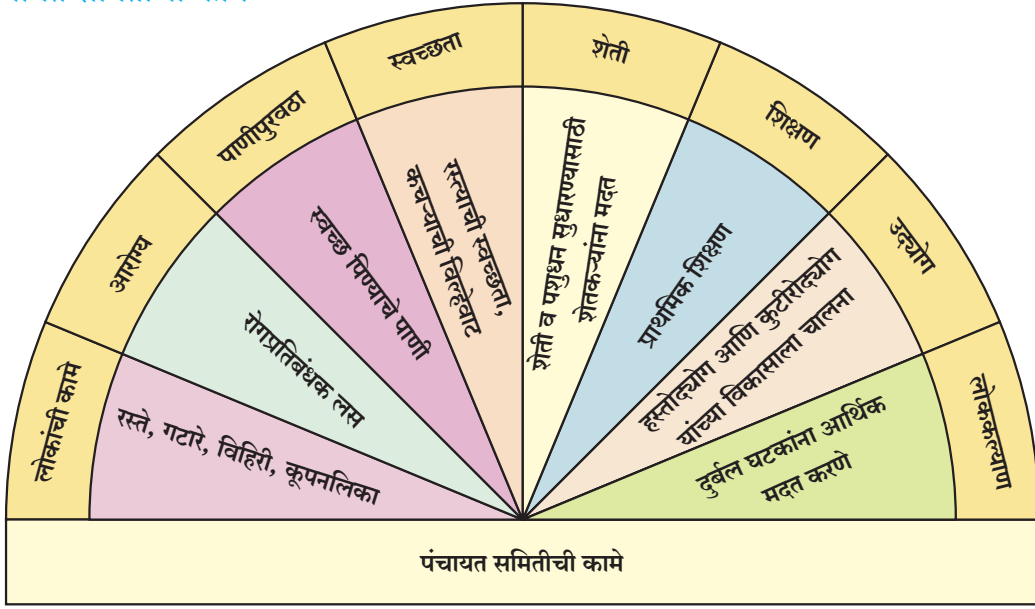 लोकांची कामे
आरोग्य
पाणीपुरवठा
स्वच्छता
शेती
शिक्षण
उद्योग
लोककल्याण
रस्ते, गटारे, विहिरी, कूपनलिका
रोगप्रतिबंधक लस
स्वच्छ पिण्याचे पाणी
रस्त्याची स्वच्छता,
कचऱ्याची विल्हेवाट
शेती व पशुधन सुधारण्यासाठी
शेतकऱ्यांना मदत
प्राथमिक शिक्षण
हस्तोद्योग आणि कुटीरोद्योग
यांच्या विकासाला चालना
दुर्बल घटकांना आर्थिक
मदत करणे
पंचायत समितीची कामे